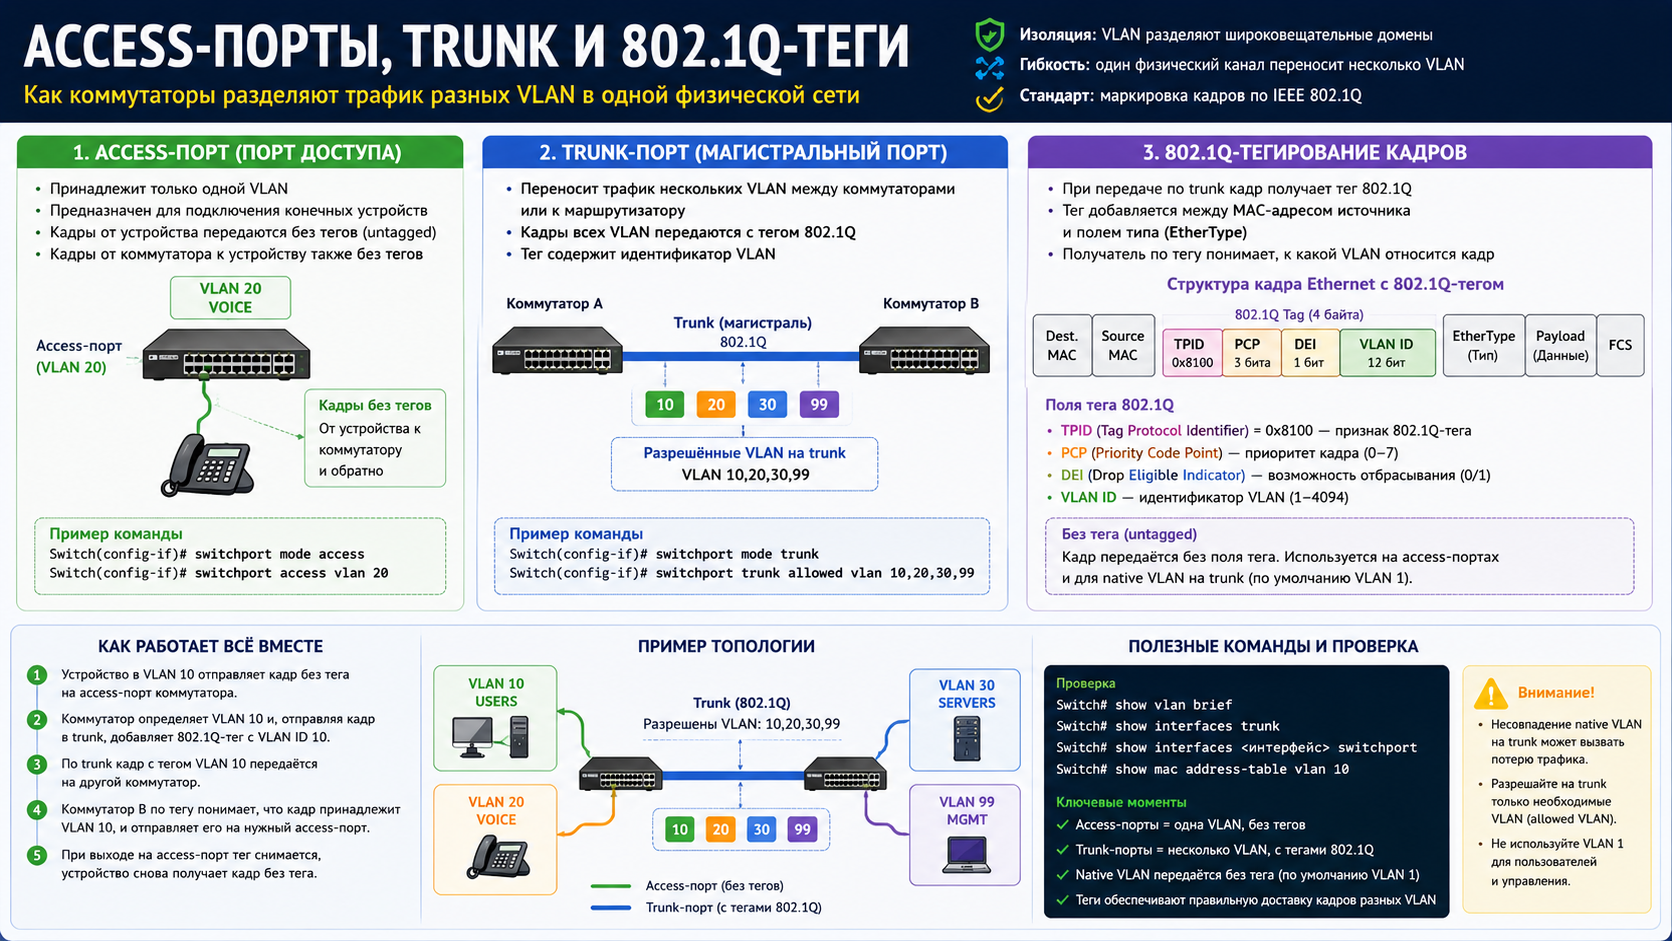 ACCESS-ПОРТЫ, TRUNK И 802.1Q-ТЕГИ
Как коммутаторы разделяют трафик разных VLAN в одной физической сети
Изоляция: VLAN разделяют широковещательные домены
Гибкость: один физический канал переносит несколько VLAN
Стандарт: маркировка кадров по IEEE 802.1Q
1. ACCESS-ПОРТ (ПОРТ ДОСТУПА)
• Принадлежит только одной VLAN
• Предназначен для подключения конечных устройств
• Кадры от устройства передаются без тегов (untagged)
• Кадры от коммутатора к устройству также без тегов
VLAN 20
VOICE
Access-порт
(VLAN 20)
Кадры без тегов
От устройства к
коммутатору
и обратно
Пример команды
Switch(config-if)# switchport mode access
Switch(config-if)# switchport access vlan 20
2. TRUNK-ПОРТ (МАГИСТРАЛЬНЫЙ ПОРТ)
• Переносит трафик нескольких VLAN между коммутаторами
или к маршрутизатору
• Кадры всех VLAN передаются с тегом 802.1Q
• Тег содержит идентификатор VLAN
Коммутатор A
Коммутатор B
Trunk (магистраль)
802.1Q
10 20 30 99
Разрешённые VLAN на trunk
VLAN 10,20,30,99
Пример команды
Switch(config-if)# switchport mode trunk
Switch(config-if)# switchport trunk allowed vlan 10,20,30,99
3. 802.1Q-ТЕГИРОВАНИЕ КАДРОВ
• При передаче по trunk кадр получает тег 802.1Q
• Тег добавляется между MAC-адресом источника
и полем типа (EtherType)
• Получатель по тегу понимает, к какой VLAN относится кадр
Структура кадра Ethernet с 802.1Q-тегом
802.1Q Tag (4 байта)
Dest. MAC
Source MAC
TPID 0x8100
PCP 3 бита
DEI 1 бит
VLAN ID 12 бит
EtherType (Тип)
Payload (Данные)
FCS
Поля тега 802.1Q
• TPID (Tag Protocol Identifier) = 0x8100 — признак 802.1Q-тега
• PCP (Priority Code Point) — приоритет кадра (0–7)
• DEI (Drop Eligible Indicator) — возможность отбрасывания (0/1)
• VLAN ID — идентификатор VLAN (1–4094)
Без тега (untagged)
Кадр передаётся без поля тега. Используется на access-портах
и для native VLAN на trunk (по умолчанию VLAN 1).
КАК РАБОТАЕТ ВСЁ ВМЕСТЕ
1 Устройство в VLAN 10 отправляет кадр без тега
на access-порт коммутатора.
2 Коммутатор определяет VLAN 10 и, отправляя кадр
в trunk, добавляет 802.1Q-тег с VLAN ID 10.
3 По trunk кадр с тегом VLAN 10 передаётся
на другой коммутатор.
4 Коммутатор B по тегу понимает, что кадр принадлежит
VLAN 10, и отправляет его на нужный access-порт.
5 При выходе на access-порт тег снимается,
устройство снова получает кадр без тега.
ПРИМЕР ТОПОЛОГИИ
VLAN 10
USERS
VLAN 20
VOICE
Trunk (802.1Q)
Разрешены VLAN: 10,20,30,99
10 20 30 99
VLAN 30
SERVERS
VLAN 99
MGMT
Access-порт (без тегов)
Trunk-порт (с тегами 802.1Q)
ПОЛЕЗНЫЕ КОМАНДЫ И ПРОВЕРКА
Проверка
Switch# show vlan brief
Switch# show interfaces trunk
Switch# show interfaces <интерфейс> switchport
Switch# show mac address-table vlan 10
Ключевые моменты
Access-порты = одна VLAN, без тегов
Trunk-порты = несколько VLAN, с тегами 802.1Q
Native VLAN передаётся без тега (по умолчанию VLAN 1)
Теги обеспечивают правильную доставку кадров разных VLAN
Внимание!
• Несовпадение native VLAN
на trunk может вызвать
потерю трафика.
• Разрешайте на trunk
только необходимые
VLAN (allowed VLAN).
• Не используйте VLAN 1
для пользователей
и управления.